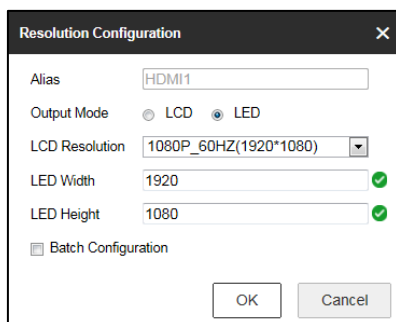 Resolution Configuration
Alias HDMI1
Output Mode LCD LED
LCD Resolution 1080P_60HZ(1920*1080)
LED Width 1920
LED Height 1080
Batch Configuration
OK Cancel